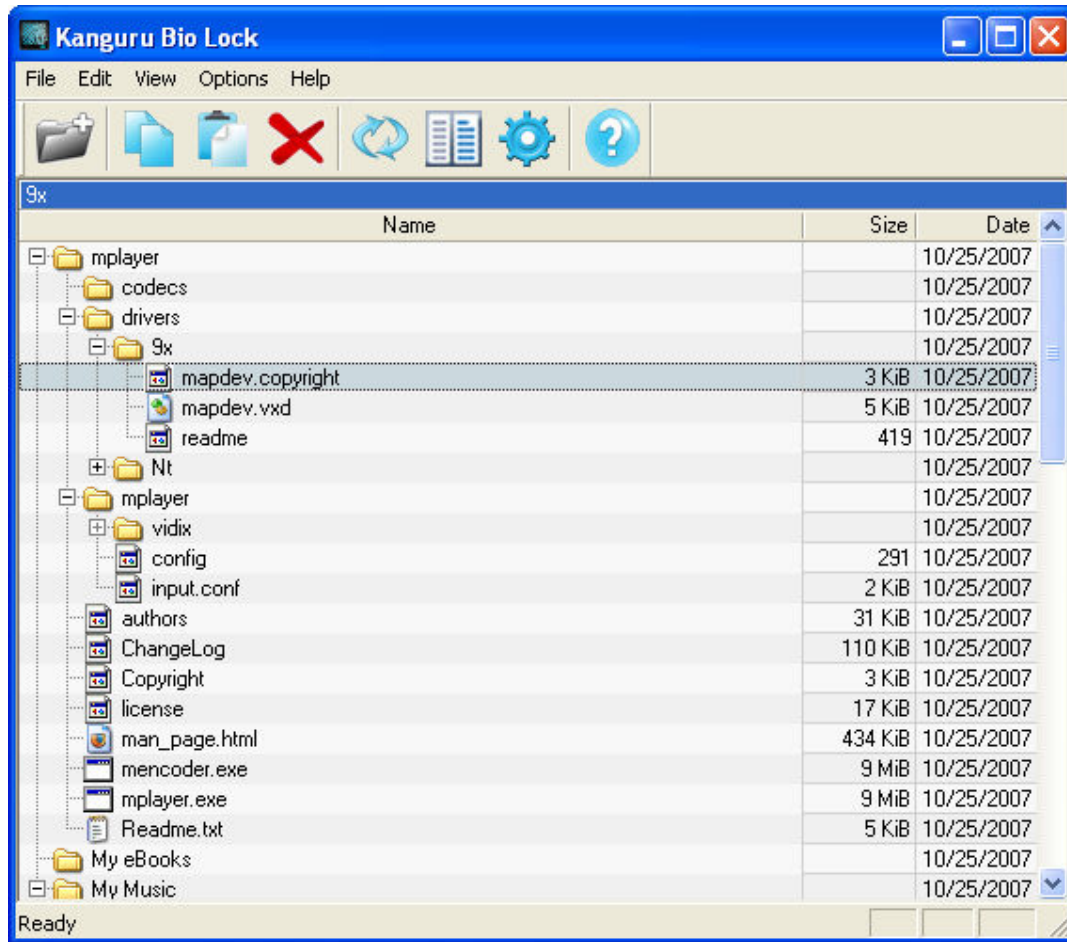 Kanguru Bio Lock
File Edit View Options Help
9x
Name Size Date
mplayer 10/25/2007
codecs 10/25/2007
drivers 10/25/2007
9x 10/25/2007
mapdev.copyright 3 KiB 10/25/2007
mapdev.vxd 5 KiB 10/25/2007
readme 419 10/25/2007
Nt 10/25/2007
mplayer 10/25/2007
vidix 10/25/2007
config 291 10/25/2007
input.conf 2 KiB 10/25/2007
authors 31 KiB 10/25/2007
ChangeLog 110 KiB 10/25/2007
Copyright 3 KiB 10/25/2007
license 17 KiB 10/25/2007
man_page.html 434 KiB 10/25/2007
mencoder.exe 9 MiB 10/25/2007
mplayer.exe 9 MiB 10/25/2007
Readme.txt 5 KiB 10/25/2007
My eBooks 10/25/2007
My Music 10/25/2007
Ready